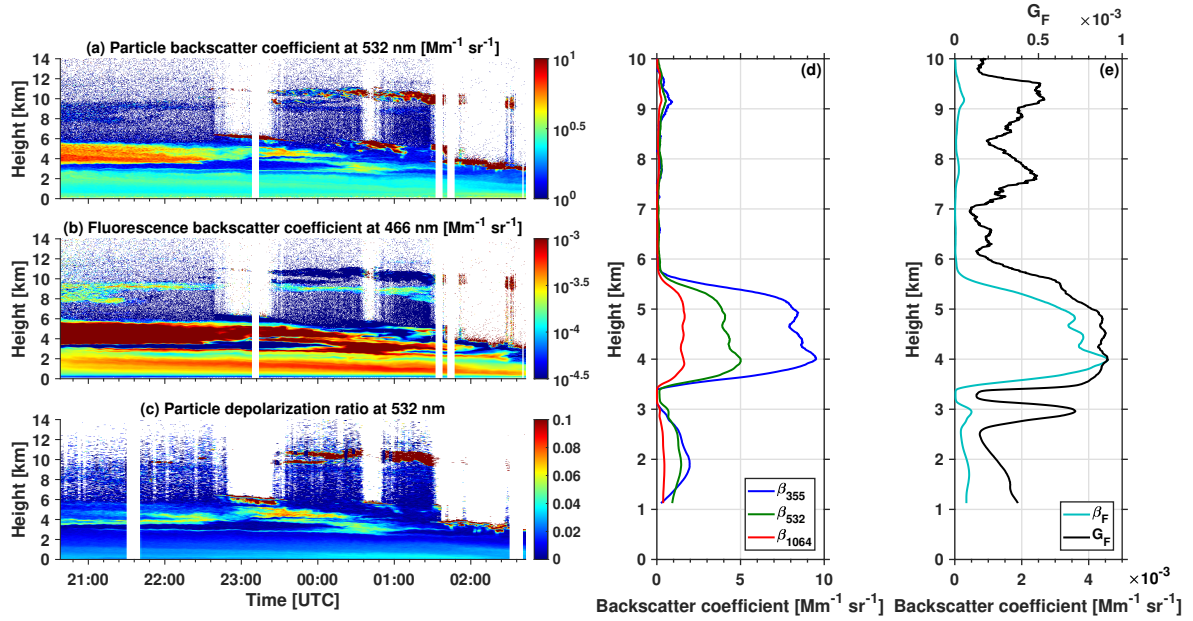 (a) Particle backscatter coefficient at 532 nm [Mm⁻¹ sr⁻¹]
Height [km]
14
12
10
8
6
4
2
0
10¹
10^0.5
10⁰
(b) Fluorescence backscatter coefficient at 466 nm [Mm⁻¹ sr⁻¹]
Height [km]
14
12
10
8
6
4
2
0
10⁻³
10^-3.5
10⁻⁴
10^-4.5
(c) Particle depolarization ratio at 532 nm
Height [km]
14
12
10
8
6
4
2
0
0.1
0.08
0.06
0.04
0.02
0
21:00 22:00 23:00 00:00 01:00 02:00
Time [UTC]
(d)
Height [km]
10
9
8
7
6
5
4
3
2
1
0
β₃₅₅
β₅₃₂
β₁₀₆₄
0 5 10
Backscatter coefficient [Mm⁻¹ sr⁻¹]
G_F
×10⁻³
0 0.5 1
(e)
Height [km]
10
9
8
7
6
5
4
3
2
1
0
β_F
G_F
0 2 4
×10⁻³
Backscatter coefficient [Mm⁻¹ sr⁻¹]